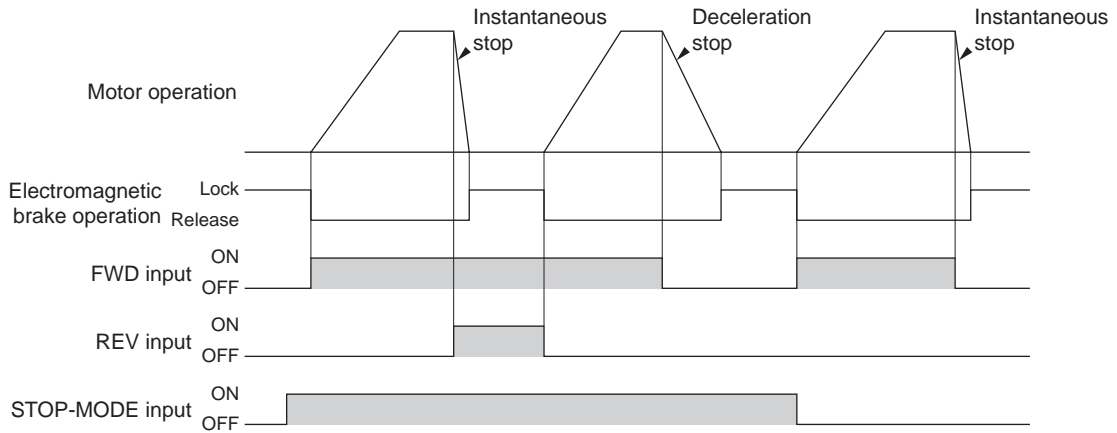 Instantaneous
stop
Deceleration
stop
Instantaneous
stop
Motor operation
Electromagnetic
brake operation
Lock
Release
FWD input
ON
OFF
REV input
ON
OFF
STOP-MODE input
ON
OFF